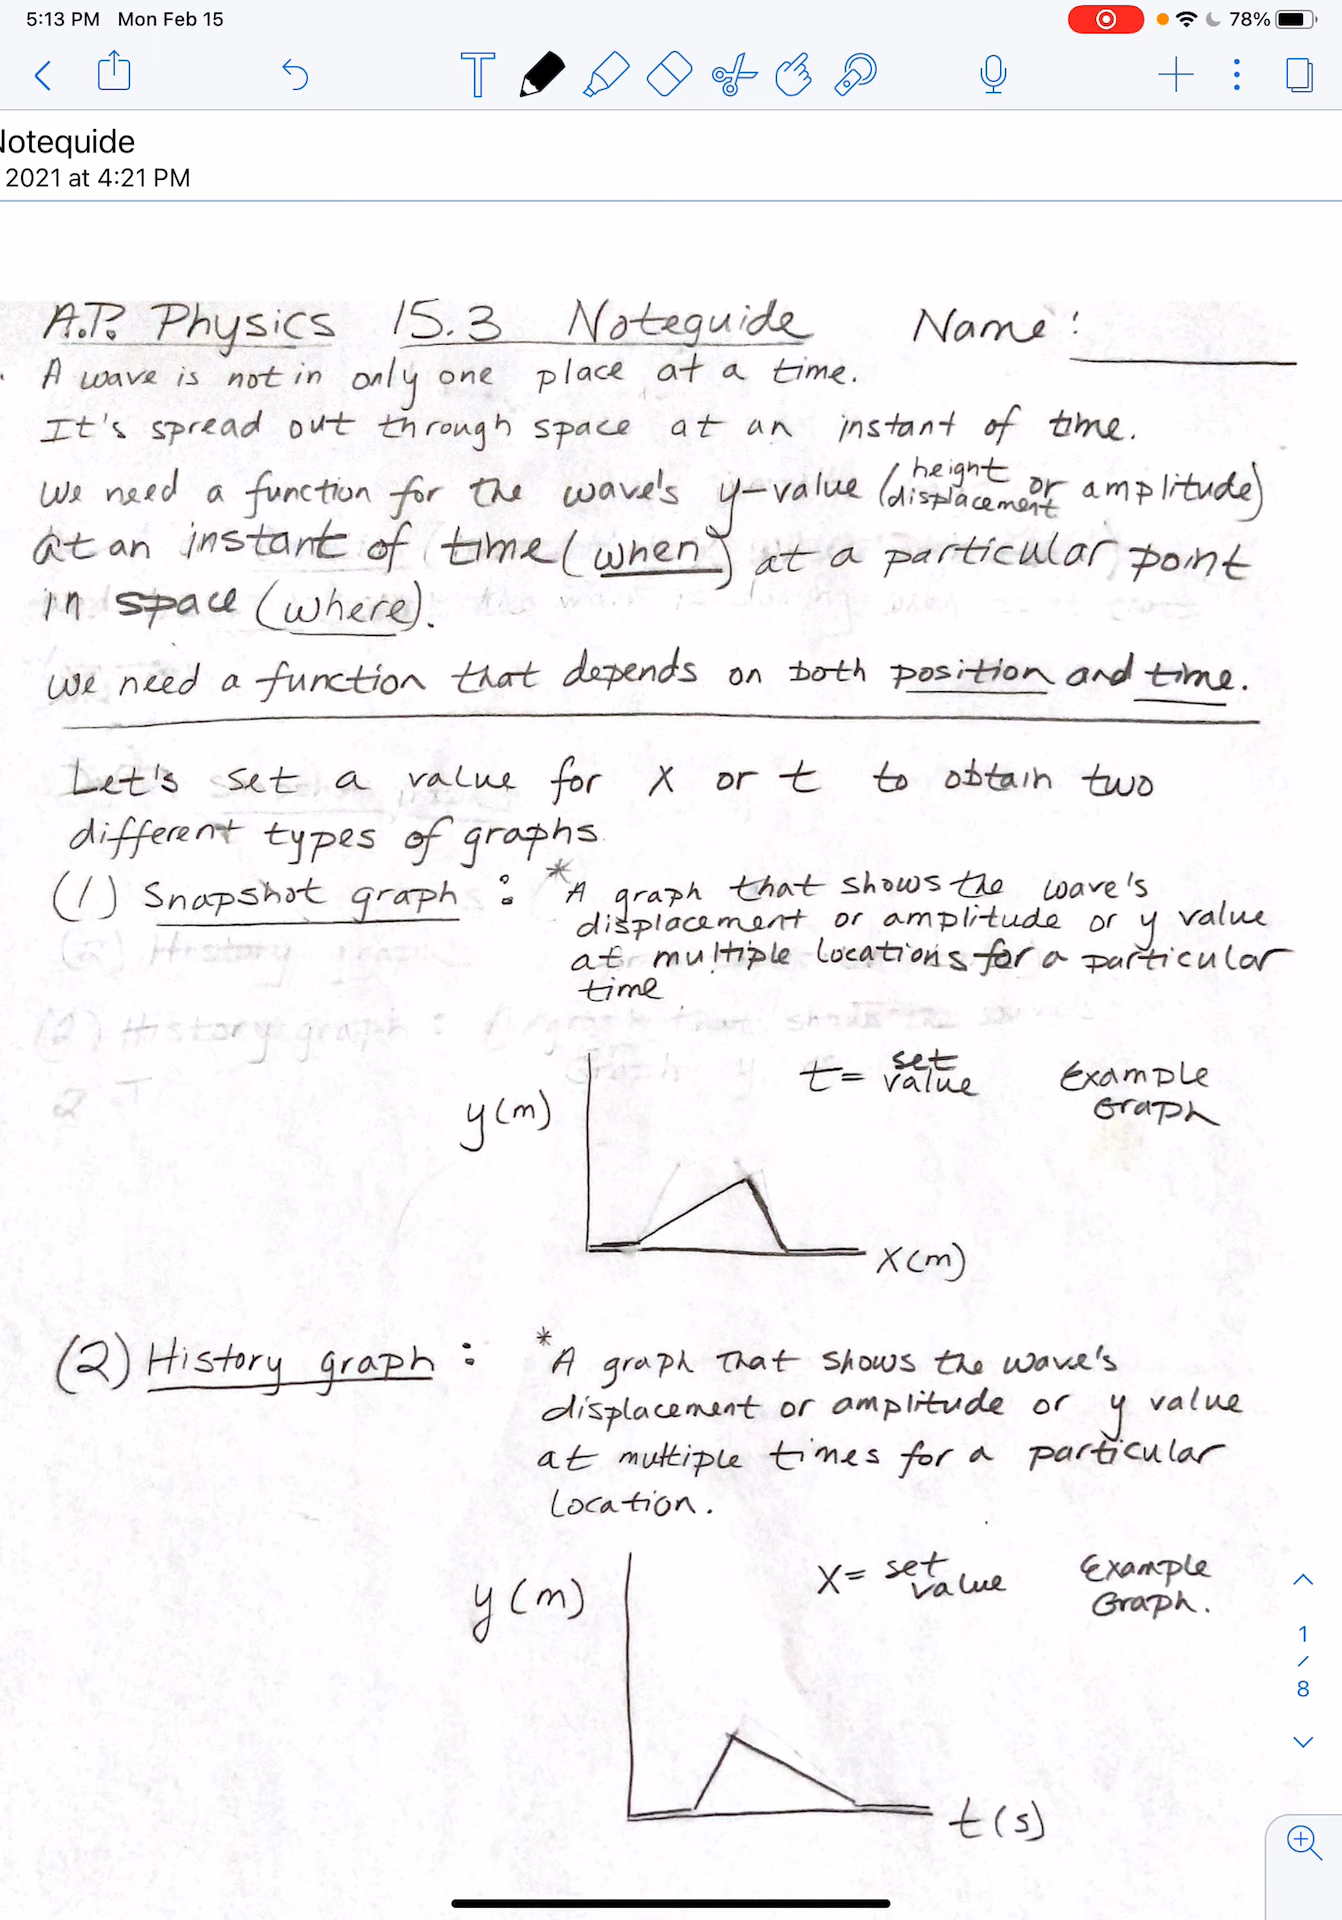 5:13 PM Mon Feb 15
78%
Notequide
2021 at 4:21 PM
A.P. Physics 15.3 Noteguide Name:
A wave is not in only one place at a time.
It's spread out through space at an instant of time.
We need a function for the wave's y-value (height displacement or amplitude)
at an instant of time (when) at a particular point
in space (where).
We need a function that depends on both position and time.
Let's set a value for x or t to obtain two
different types of graphs
(1) Snapshot graph : *A graph that shows the wave's
displacement or amplitude or y value
at multiple locations for a particular
time
t = set value Example
Graph
y(m)
x(m)
(2) History graph : *A graph that shows the wave's
displacement or amplitude or y value
at multiple times for a particular
location.
x = set value Example
Graph.
y(m)
1
/
8
t(s)